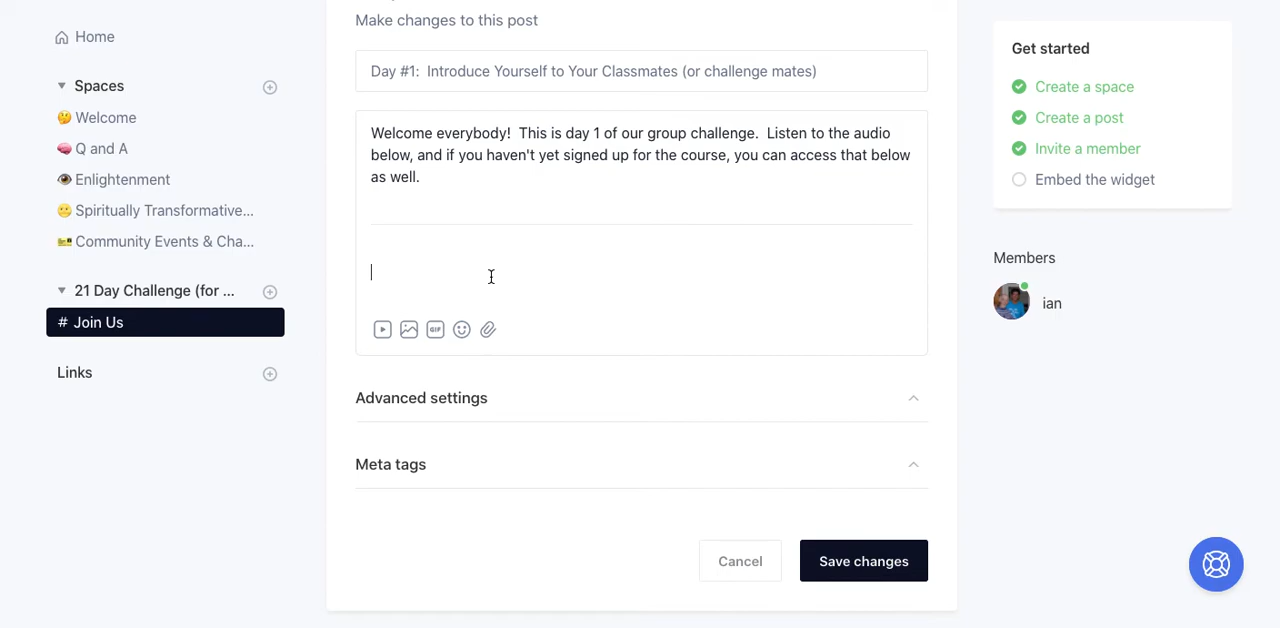 Home
Spaces
Welcome
Q and A
Enlightenment
Spiritually Transformative...
Community Events & Cha...
21 Day Challenge (for ...
# Join Us
Links
Make changes to this post
Day #1:  Introduce Yourself to Your Classmates (or challenge mates)
Welcome everybody!  This is day 1 of our group challenge.  Listen to the audio
below, and if you haven't yet signed up for the course, you can access that below
as well.
GIF
Advanced settings
Meta tags
Cancel
Save changes
Get started
Create a space
Create a post
Invite a member
Embed the widget
Members
ian